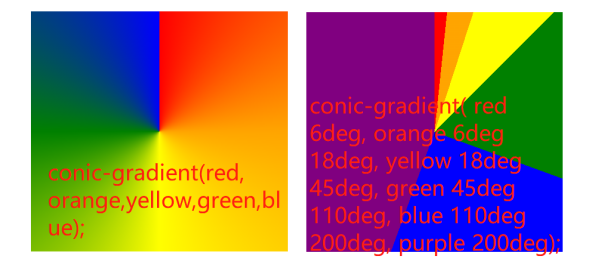 conic-gradient(red,
orange,yellow,green,bl
ue);
conic-gradient( red
6deg, orange 6deg
18deg, yellow 18deg
45deg, green 45deg
110deg, blue 110deg
200deg, purple 200deg);